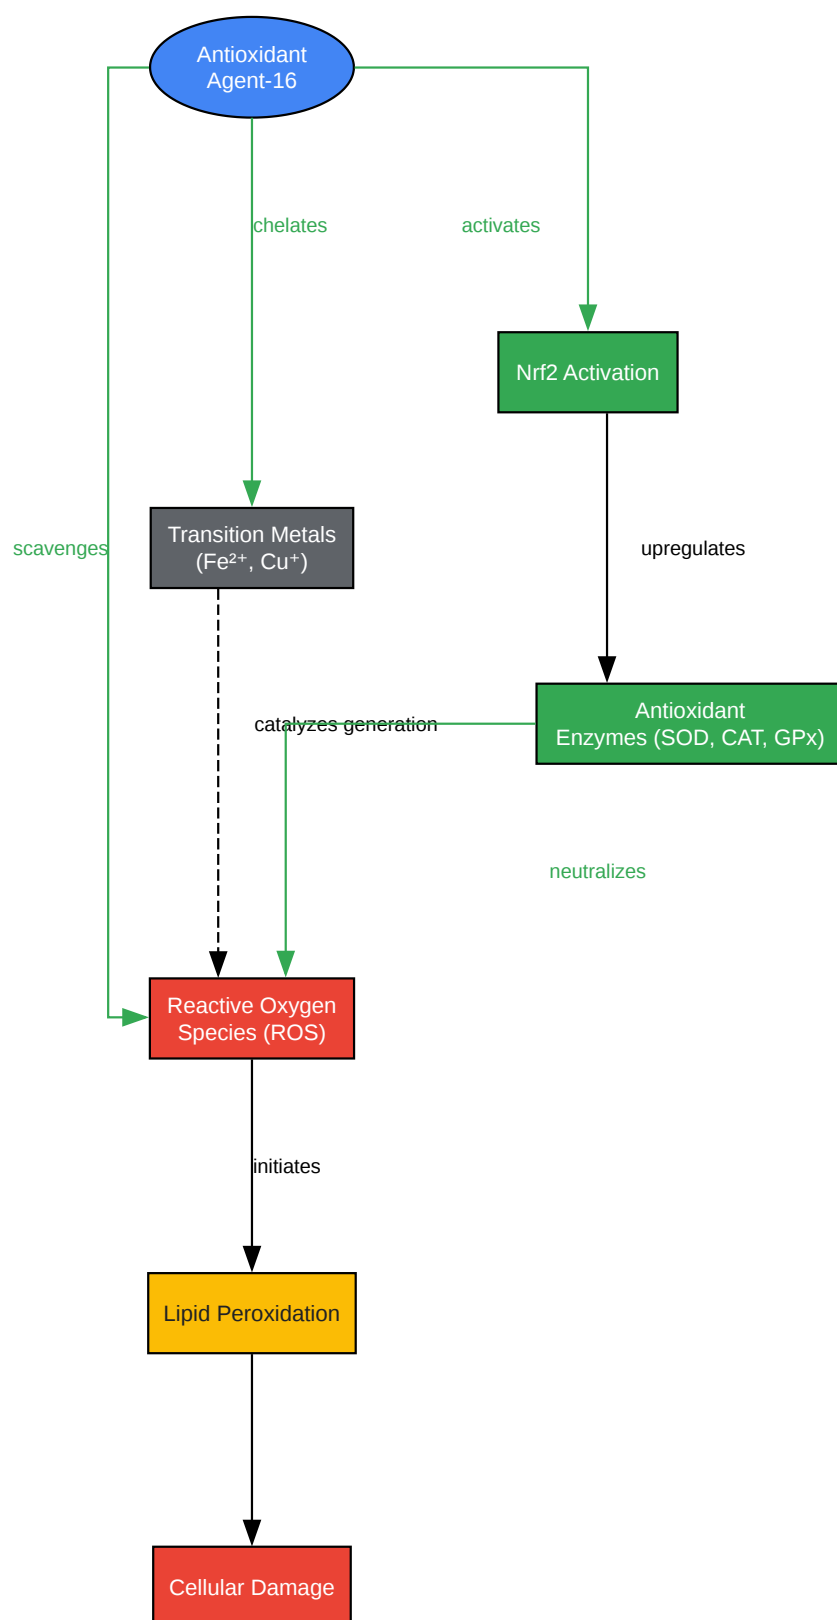 Antioxidant
Agent-16
chelates
activates
Nrf2 Activation
Transition Metals
(Fe²⁺, Cu⁺)
scavenges
upregulates
Antioxidant
Enzymes (SOD, CAT, GPx)
catalyzes generation
neutralizes
Reactive Oxygen
Species (ROS)
initiates
Lipid Peroxidation
Cellular Damage